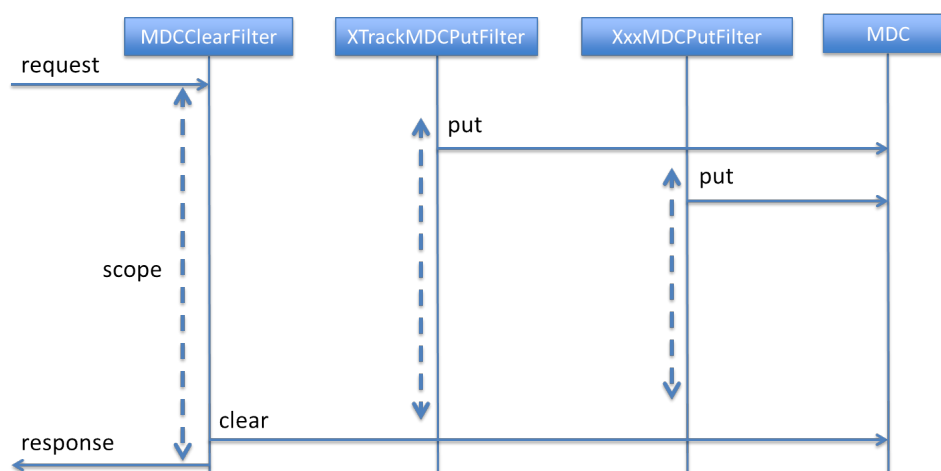 MDCClearFilter
XTrackMDCPutFilter
XxxMDCPutFilter
MDC
request
put
put
scope
clear
response